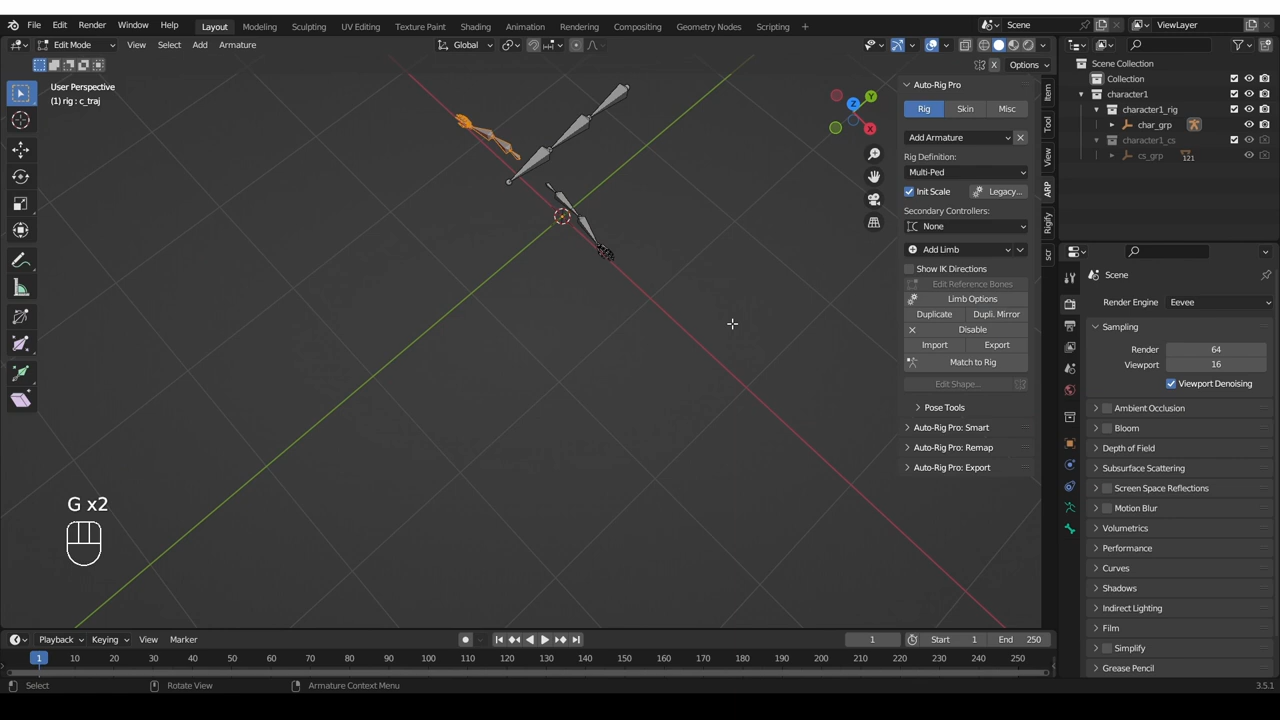 File Edit Render Window Help Layout Modeling Sculpting UV Editing Texture Paint Shading Animation Rendering Compositing Geometry Nodes Scripting Scene ViewLayer
Edit Mode View Select Add Armature Global
X Options
User Perspective
(1) rig : c_traj
Z Y X
Auto-Rig Pro
Rig Skin Misc
Add Armature
Rig Definition:
Multi-Ped
Init Scale Legacy...
Secondary Controllers:
None
Add Limb
Show IK Directions
Edit Reference Bones
Limb Options
Duplicate Dupli. Mirror
Disable
Import Export
Match to Rig
Edit Shape...
Pose Tools
Auto-Rig Pro: Smart
Auto-Rig Pro: Remap
Auto-Rig Pro: Export
Item
Tool
View
ARP
Rigify
scr
Scene Collection
Collection
character1
character1_rig
char_grp
character1_cs
cs_grp 121
Scene
Render Engine Eevee
Sampling
Render 64
Viewport 16
Viewport Denoising
Ambient Occlusion
Bloom
Depth of Field
Subsurface Scattering
Screen Space Reflections
Motion Blur
Volumetrics
Performance
Curves
Shadows
Indirect Lighting
Film
Simplify
Grease Pencil
G x2
Playback Keying View Marker 1 Start 1 End 250
1 10 20 30 40 50 60 70 80 90 100 110 120 130 140 150 160 170 180 190 200 210 220 230 240 250
Select Rotate View Armature Context Menu 3.5.1